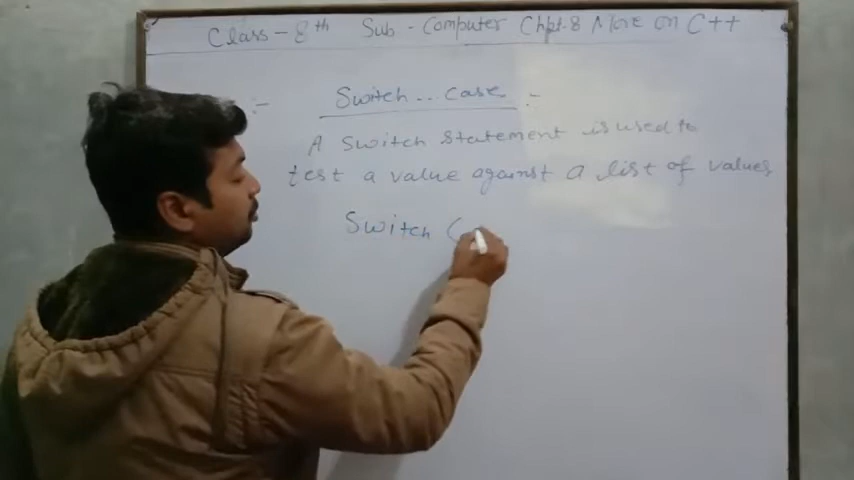 Class - 8th Sub - Computer Chpt.8 More on C++
:- Switch... Case :-
A Switch Statement is used to
test a value against a list of values
Switch (